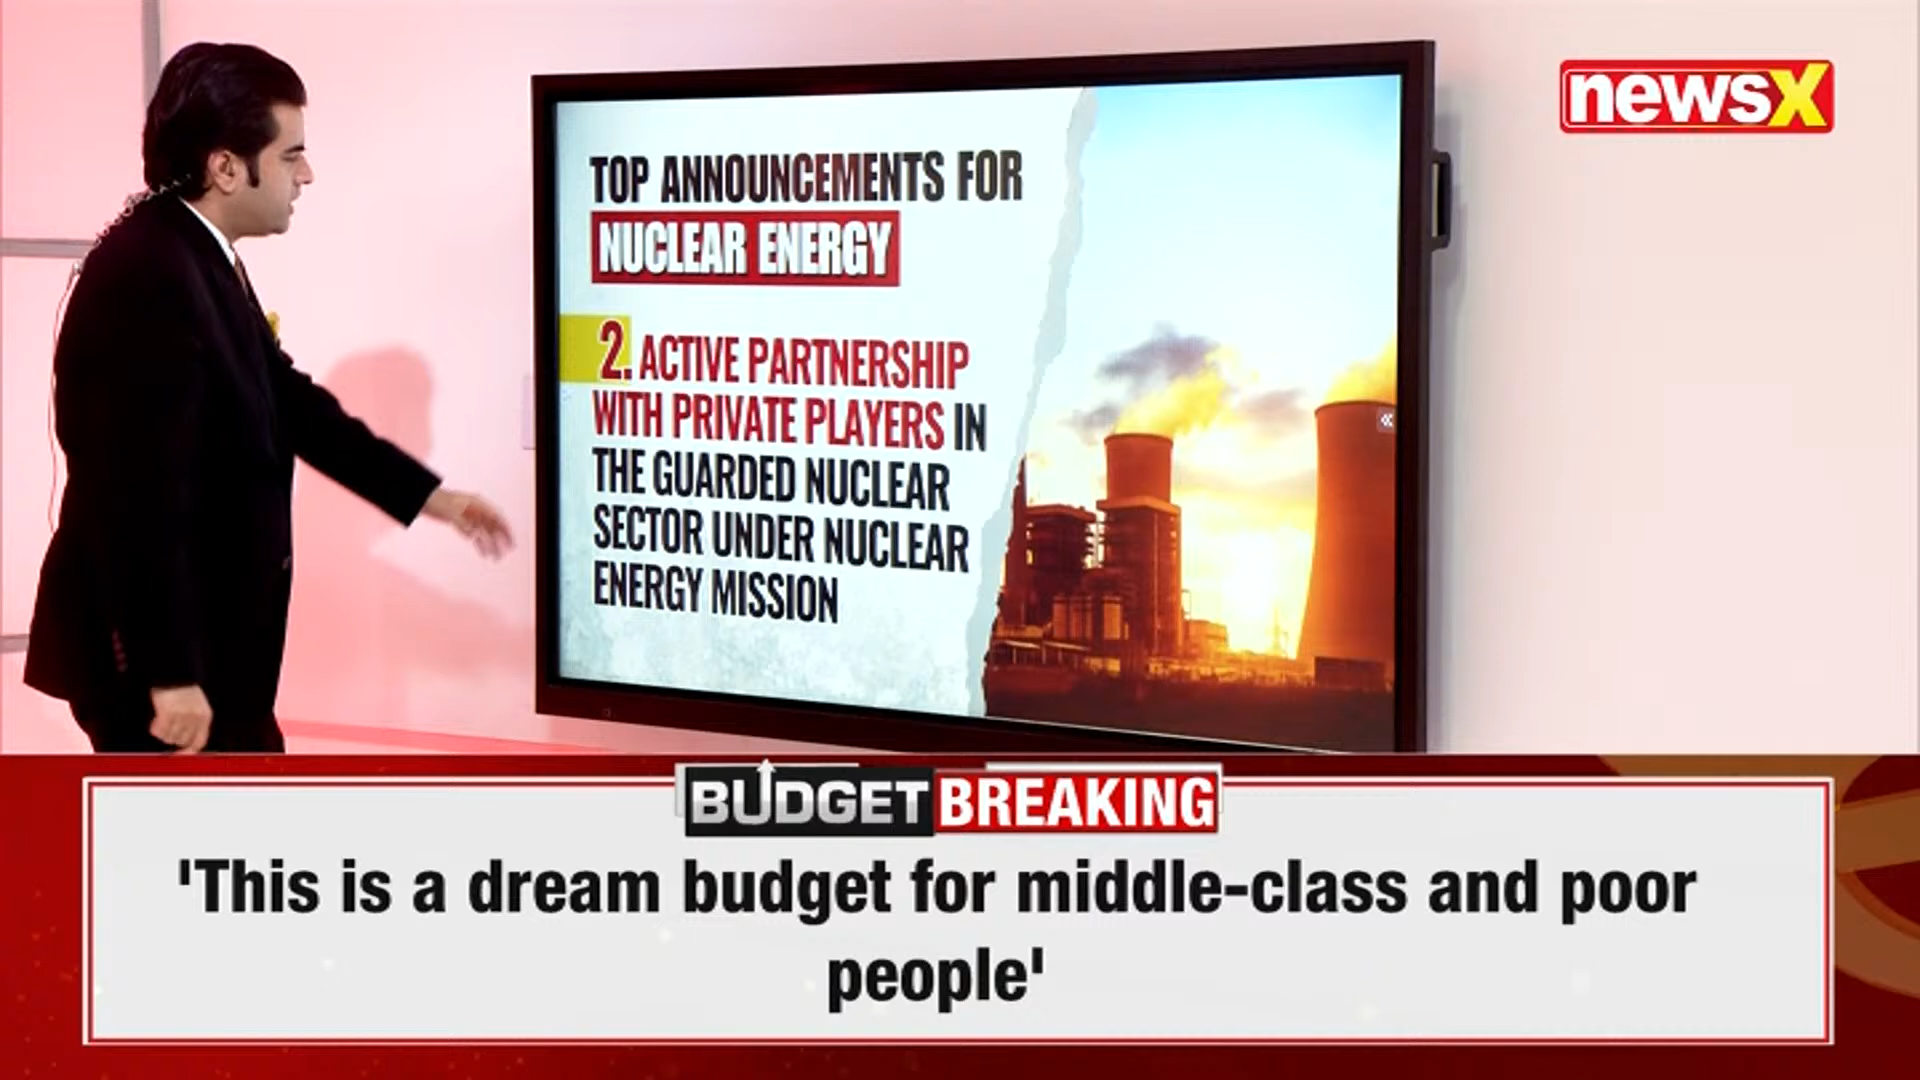 newsX
TOP ANNOUNCEMENTS FOR
NUCLEAR ENERGY
2. ACTIVE PARTNERSHIP
WITH PRIVATE PLAYERS IN
THE GUARDED NUCLEAR
SECTOR UNDER NUCLEAR
ENERGY MISSION
BUDGET BREAKING
'This is a dream budget for middle-class and poor
people'